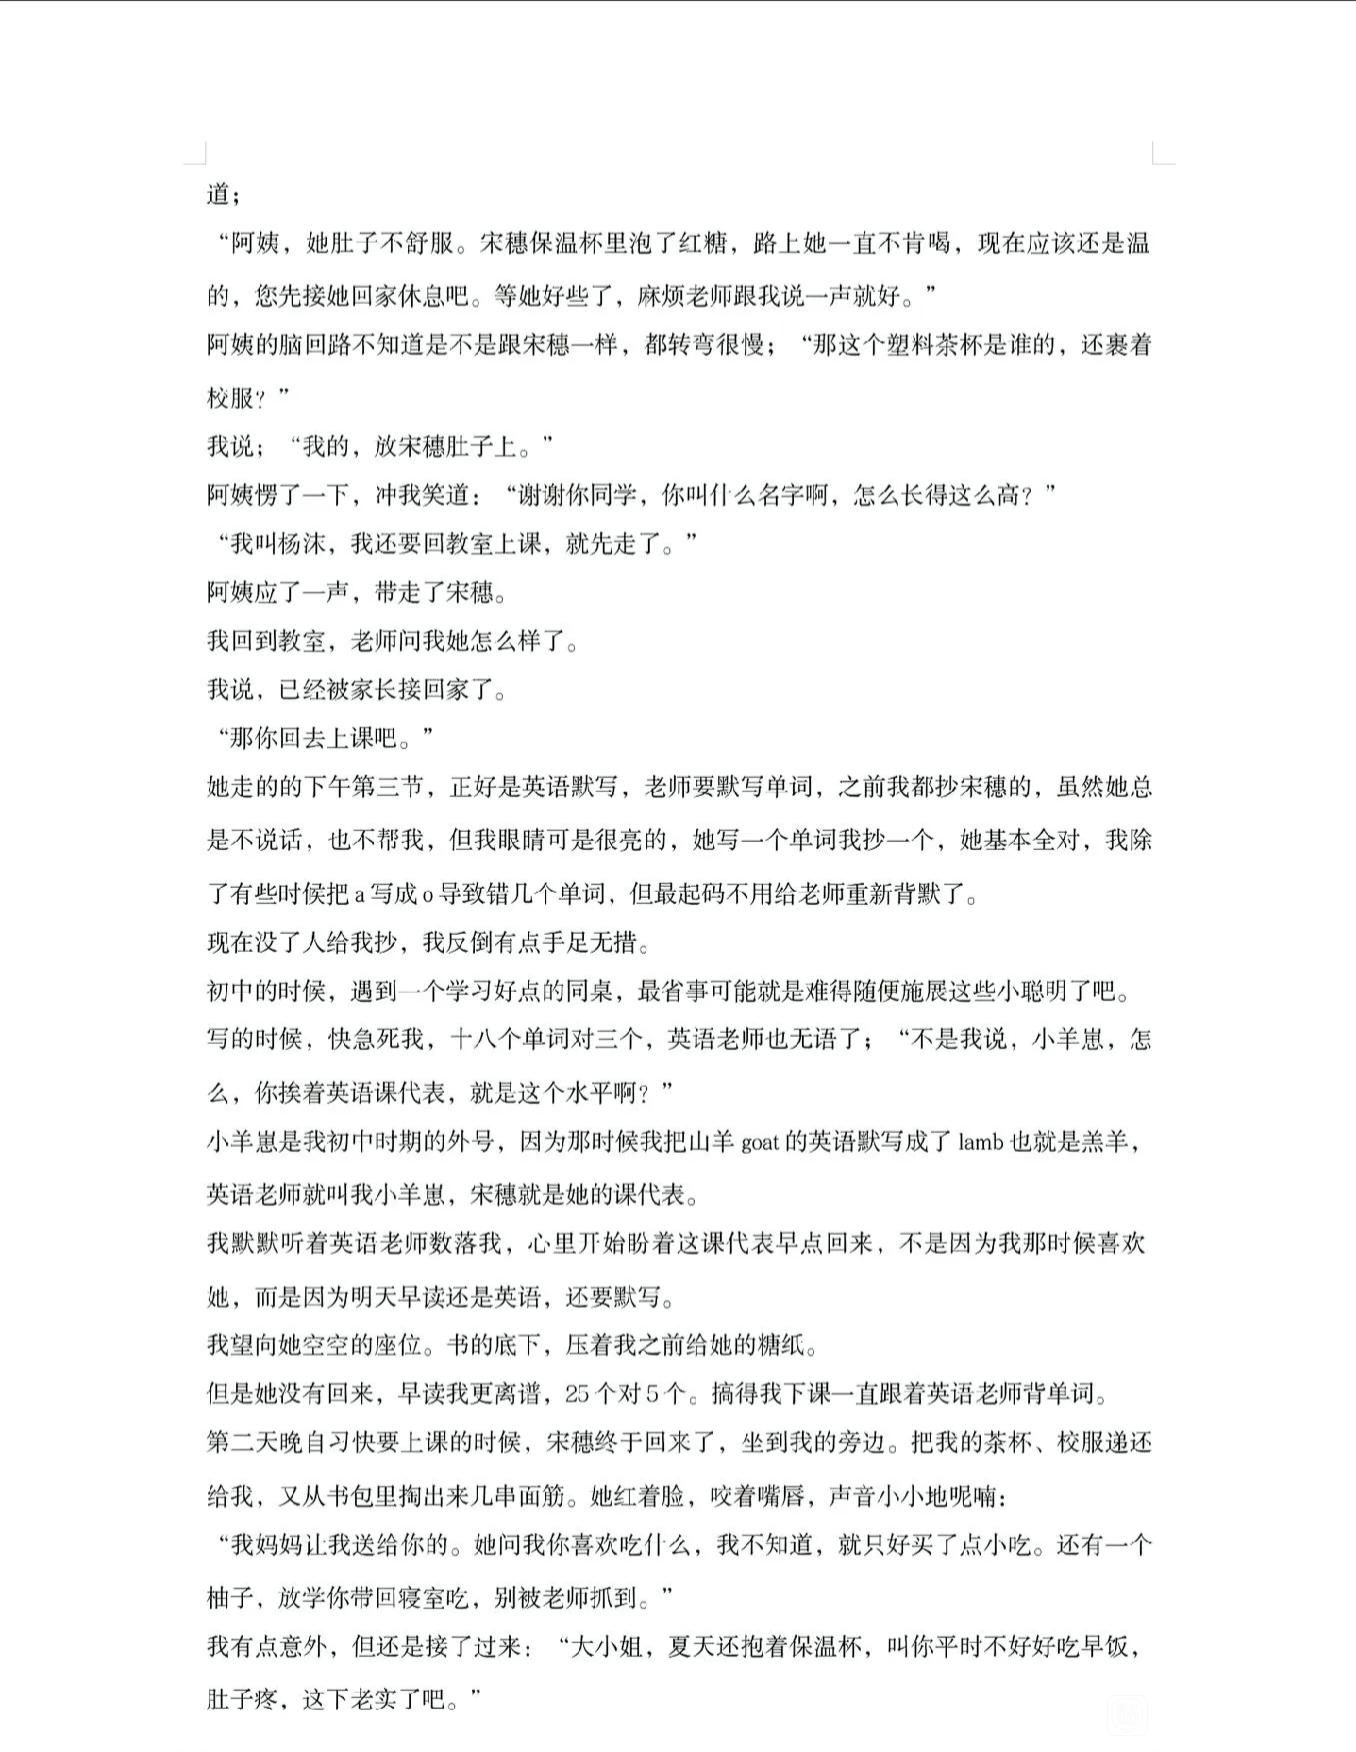 道；
“阿姨，她肚子不舒服。宋穗保温杯里泡了红糖，路上她一直不肯喝，现在应该还是温
的，您先接她回家休息吧。等她好些了，麻烦老师跟我说一声就好。”
阿姨的脑回路不知道是不是跟宋穗一样，都转弯很慢；“那这个塑料茶杯是谁的，还裹着
校服？”
我说；“我的，放宋穗肚子上。”
阿姨愣了一下，冲我笑道：“谢谢你同学，你叫什么名字啊，怎么长得这么高？”
“我叫杨沫，我还要回教室上课，就先走了。”
阿姨应了一声，带走了宋穗。
我回到教室，老师问我她怎么样了。
我说，已经被家长接回家了。
“那你回去上课吧。”
她走的的下午第三节，正好是英语默写，老师要默写单词，之前我都抄宋穗的，虽然她总
是不说话，也不帮我，但我眼睛可是很亮的，她写一个单词我抄一个，她基本全对，我除
了有些时候把 a 写成 o 导致错几个单词，但最起码不用给老师重新背默了。
现在没了人给我抄，我反倒有点手足无措。
初中的时候，遇到一个学习好点的同桌，最省事可能就是难得随便施展这些小聪明了吧。
写的时候，快急死我，十八个单词对三个，英语老师也无语了；“不是我说，小羊崽，怎
么，你挨着英语课代表，就是这个水平啊？”
小羊崽是我初中时期的外号，因为那时候我把山羊 goat 的英语默写成了 lamb 也就是羔羊，
英语老师就叫我小羊崽，宋穗就是她的课代表。
我默默听着英语老师数落我，心里开始盼着这课代表早点回来，不是因为我那时候喜欢
她，而是因为明天早读还是英语，还要默写。
我望向她空空的座位。书的底下，压着我之前给她的糖纸。
但是她没有回来，早读我更离谱，25 个对 5 个。搞得我下课一直跟着英语老师背单词。
第二天晚自习快要上课的时候，宋穗终于回来了，坐到我的旁边。把我的茶杯、校服递还
给我，又从书包里掏出来几串面筋。她红着脸，咬着嘴唇，声音小小地呢喃：
“我妈妈让我送给你的。她问我你喜欢吃什么，我不知道，就只好买了点小吃。还有一个
柚子，放学你带回寝室吃，别被老师抓到。”
我有点意外，但还是接了过来：“大小姐，夏天还抱着保温杯，叫你平时不好好吃早饭，
肚子疼，这下老实了吧。”